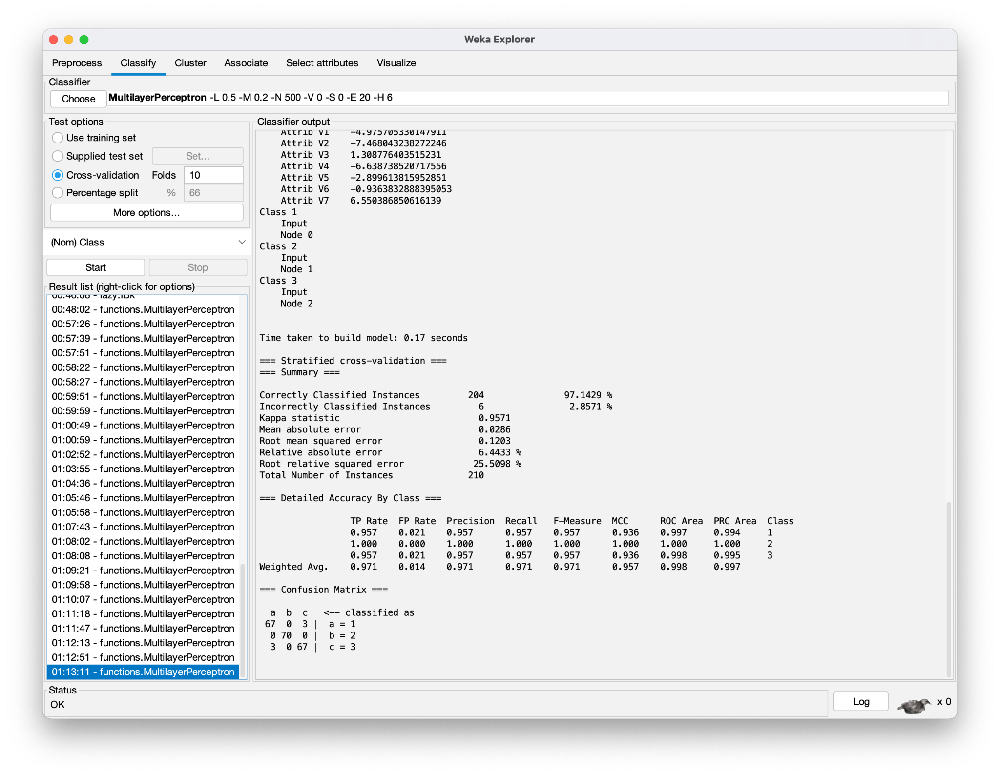 Weka Explorer
Preprocess Classify Cluster Associate Select attributes Visualize
Classifier
Choose MultilayerPerceptron -L 0.5 -M 0.2 -N 500 -V 0 -S 0 -E 20 -H 6
Test options
Use training set
Supplied test set Set...
Cross-validation Folds 10
Percentage split % 66
More options...
(Nom) Class
Start Stop
Result list (right-click for options)
00:46:08 - lazy.IBk
00:48:02 - functions.MultilayerPerceptron
00:57:26 - functions.MultilayerPerceptron
00:57:39 - functions.MultilayerPerceptron
00:57:51 - functions.MultilayerPerceptron
00:58:22 - functions.MultilayerPerceptron
00:58:27 - functions.MultilayerPerceptron
00:59:51 - functions.MultilayerPerceptron
00:59:59 - functions.MultilayerPerceptron
01:00:49 - functions.MultilayerPerceptron
01:00:59 - functions.MultilayerPerceptron
01:02:52 - functions.MultilayerPerceptron
01:03:55 - functions.MultilayerPerceptron
01:04:36 - functions.MultilayerPerceptron
01:05:46 - functions.MultilayerPerceptron
01:05:58 - functions.MultilayerPerceptron
01:07:43 - functions.MultilayerPerceptron
01:08:02 - functions.MultilayerPerceptron
01:08:08 - functions.MultilayerPerceptron
01:09:21 - functions.MultilayerPerceptron
01:09:58 - functions.MultilayerPerceptron
01:10:07 - functions.MultilayerPerceptron
01:11:18 - functions.MultilayerPerceptron
01:11:47 - functions.MultilayerPerceptron
01:12:13 - functions.MultilayerPerceptron
01:12:51 - functions.MultilayerPerceptron
01:13:11 - functions.MultilayerPerceptron
Classifier output
Attrib V1 -4.975705330147911
Attrib V2 -7.468043238272246
Attrib V3 1.308776403515231
Attrib V4 -6.638738520717556
Attrib V5 -2.899613815952851
Attrib V6 -0.9363832888395053
Attrib V7 6.550386850616139
Class 1
Input
Node 0
Class 2
Input
Node 1
Class 3
Input
Node 2
Time taken to build model: 0.17 seconds
=== Stratified cross-validation ===
=== Summary ===
Correctly Classified Instances 204 97.1429 %
Incorrectly Classified Instances 6 2.8571 %
Kappa statistic 0.9571
Mean absolute error 0.0286
Root mean squared error 0.1203
Relative absolute error 6.4433 %
Root relative squared error 25.5098 %
Total Number of Instances 210
=== Detailed Accuracy By Class ===
TP Rate FP Rate Precision Recall F-Measure MCC ROC Area PRC Area Class
0.957 0.021 0.957 0.957 0.957 0.936 0.997 0.994 1
1.000 0.000 1.000 1.000 1.000 1.000 1.000 1.000 2
0.957 0.021 0.957 0.957 0.957 0.936 0.998 0.995 3
Weighted Avg. 0.971 0.014 0.971 0.971 0.971 0.957 0.998 0.997
=== Confusion Matrix ===
a b c <-- classified as
67 0 3 | a = 1
0 70 0 | b = 2
3 0 67 | c = 3
Status
OK
Log
x 0